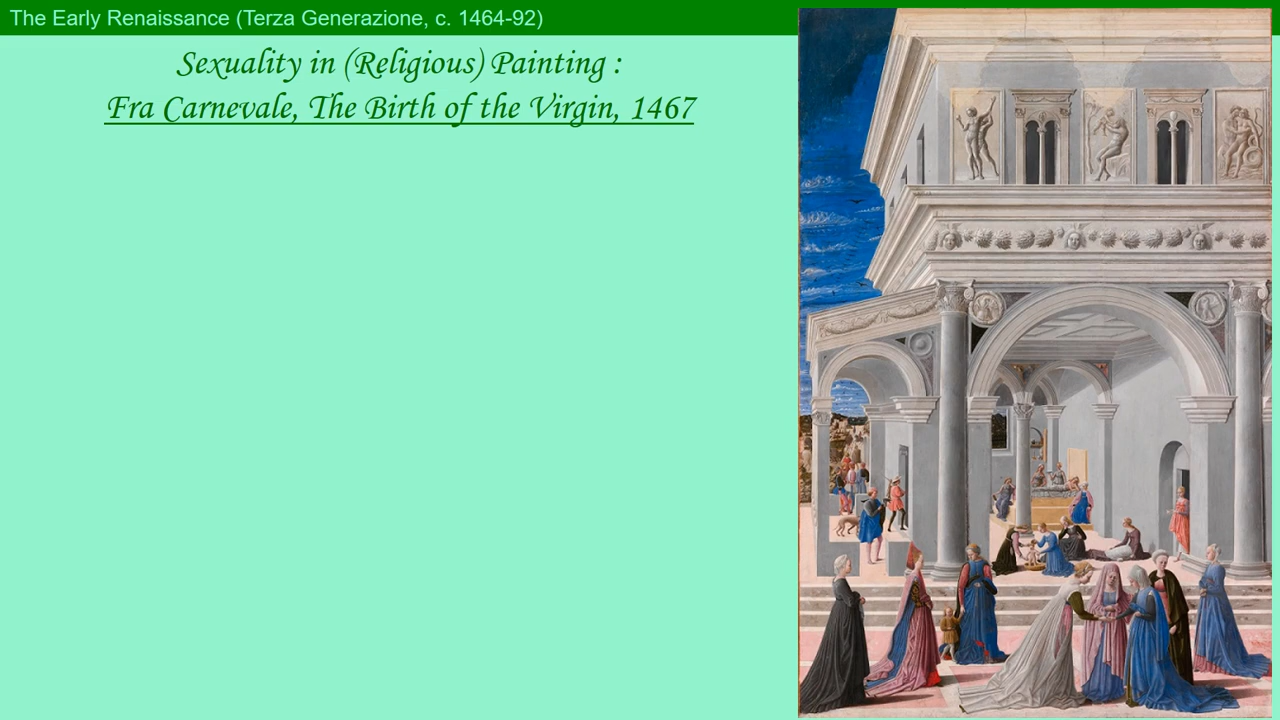 The Early Renaissance (Terza Generazione, c. 1464-92)
Sexuality in (Religious) Painting :
Fra Carnevale, The Birth of the Virgin, 1467